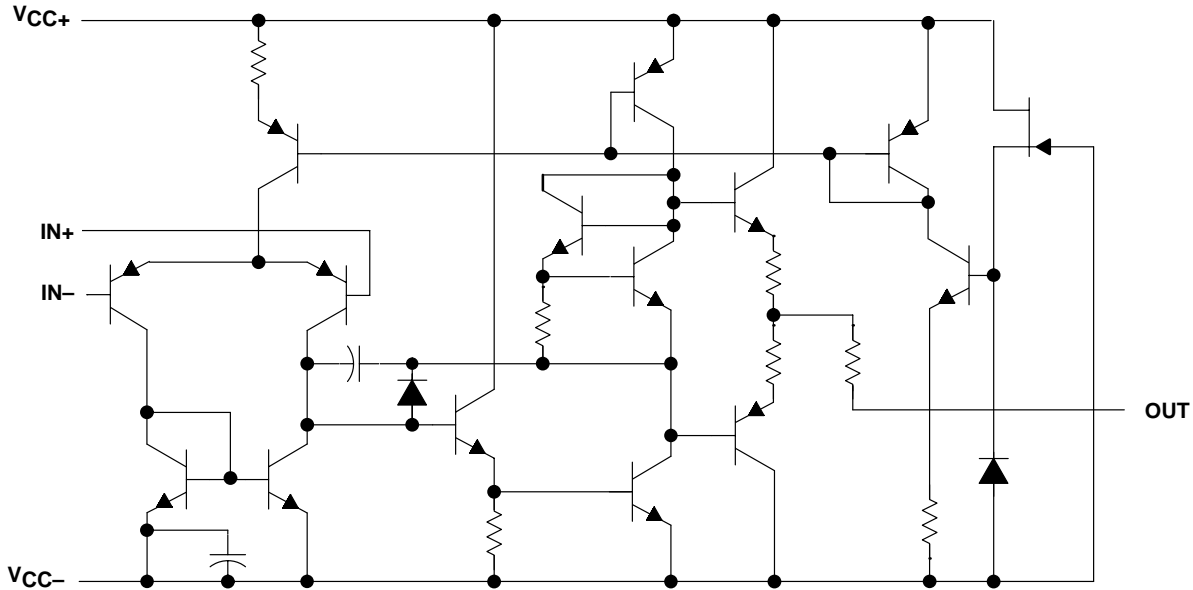 VCC+
IN+
IN−
OUT
VCC−